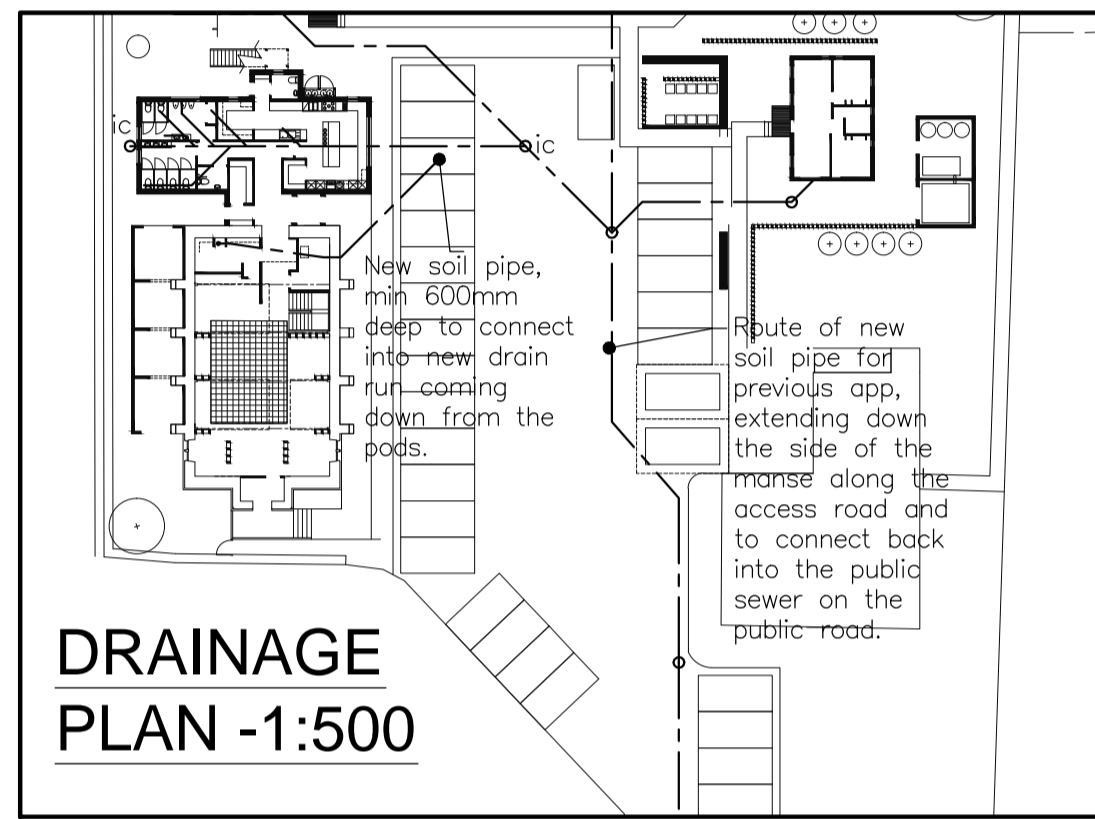 ic
ic
New soil pipe,
min 600mm
deep to connect
into new drain
run coming
down from the
pods.
Route of new
soil pipe for
previous app,
extending down
the side of the
manse along the
access road and
to connect back
into the public
sewer on the
public road.
DRAINAGE
PLAN -1:500